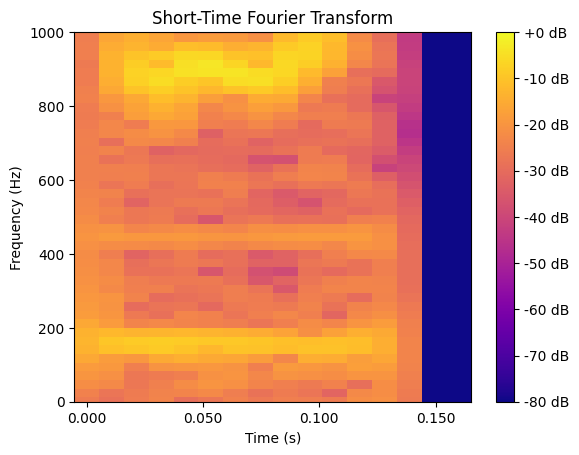 Short-Time Fourier Transform
1000
800
600
400
200
0
Frequency (Hz)
0.000
0.050
0.100
0.150
Time (s)
+0 dB
-10 dB
-20 dB
-30 dB
-40 dB
-50 dB
-60 dB
-70 dB
-80 dB